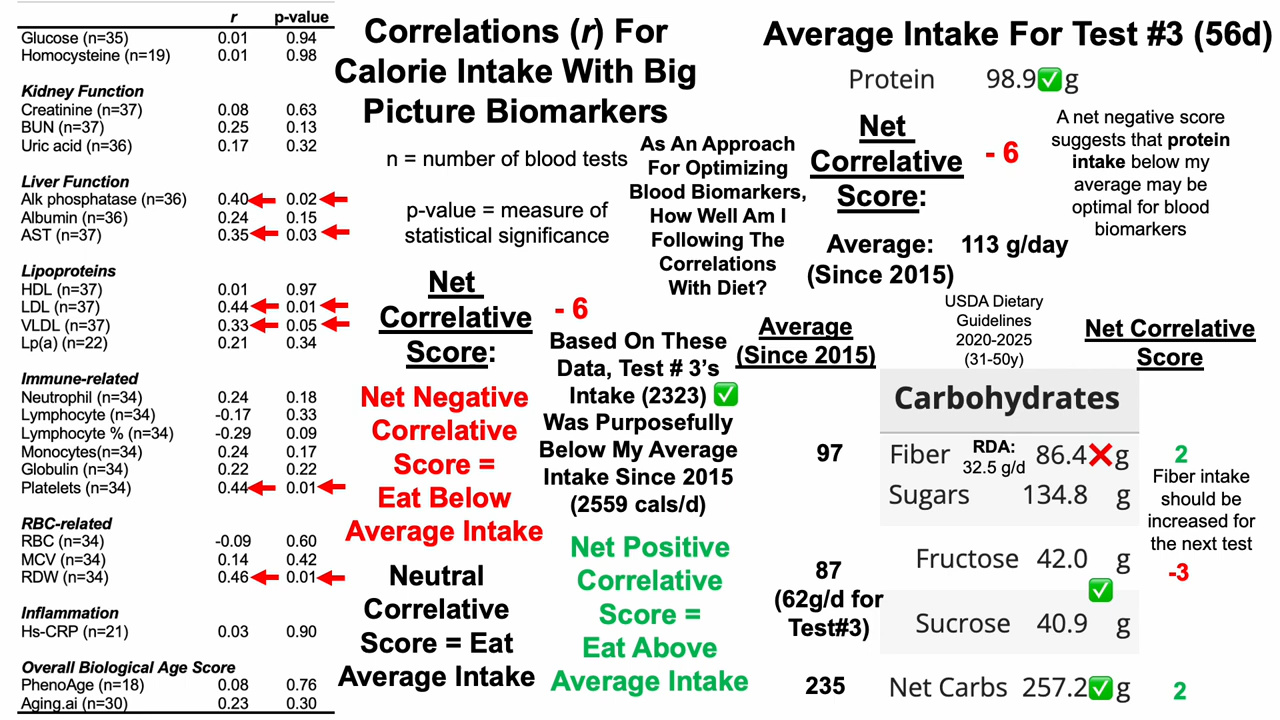 r p-value
Glucose (n=35) 0.01 0.94
Homocysteine (n=19) 0.01 0.98
Kidney Function
Creatinine (n=37) 0.08 0.63
BUN (n=37) 0.25 0.13
Uric acid (n=36) 0.17 0.32
Liver Function
Alk phosphatase (n=36) 0.40 0.02
Albumin (n=36) 0.24 0.15
AST (n=37) 0.35 0.03
Lipoproteins
HDL (n=37) 0.01 0.97
LDL (n=37) 0.44 0.01
VLDL (n=37) 0.33 0.05
Lp(a) (n=22) 0.21 0.34
Immune-related
Neutrophil (n=34) 0.24 0.18
Lymphocyte (n=34) -0.17 0.33
Lymphocyte % (n=34) -0.29 0.09
Monocytes(n=34) 0.24 0.17
Globulin (n=34) 0.22 0.22
Platelets (n=34) 0.44 0.01
RBC-related
RBC (n=34) -0.09 0.60
MCV (n=34) 0.14 0.42
RDW (n=34) 0.46 0.01
Inflammation
Hs-CRP (n=21) 0.03 0.90
Overall Biological Age Score
PhenoAge (n=18) 0.08 0.76
Aging.ai (n=30) 0.23 0.30
Correlations (r) For
Calorie Intake With Big
Picture Biomarkers
n = number of blood tests
p-value = measure of
statistical significance
Net
Correlative
Score:
- 6
Net Negative
Correlative
Score =
Eat Below
Average Intake
Neutral
Correlative
Score = Eat
Average Intake
As An Approach
For Optimizing
Blood Biomarkers,
How Well Am I
Following The
Correlations
With Diet?
Based On These
Data, Test # 3's
Intake (2323) ✅
Was Purposefully
Below My Average
Intake Since 2015
(2559 cals/d)
Net Positive
Correlative
Score =
Eat Above
Average Intake
Average Intake For Test #3 (56d)
Protein 98.9✅g
Net
Correlative
Score:
- 6
A net negative score
suggests that protein
intake below my
average may be
optimal for blood
biomarkers
Average: 113 g/day
(Since 2015)
Average
(Since 2015)
USDA Dietary
Guidelines
2020-2025
(31-50y)
Net Correlative
Score
Carbohydrates
97 Fiber RDA: 32.5 g/d 86.4❌g 2
Sugars 134.8 g
Fiber intake
should be
increased for
the next test
Fructose 42.0 g
87
(62g/d for
Test#3)
✅
-3
Sucrose 40.9 g
235 Net Carbs 257.2✅g 2